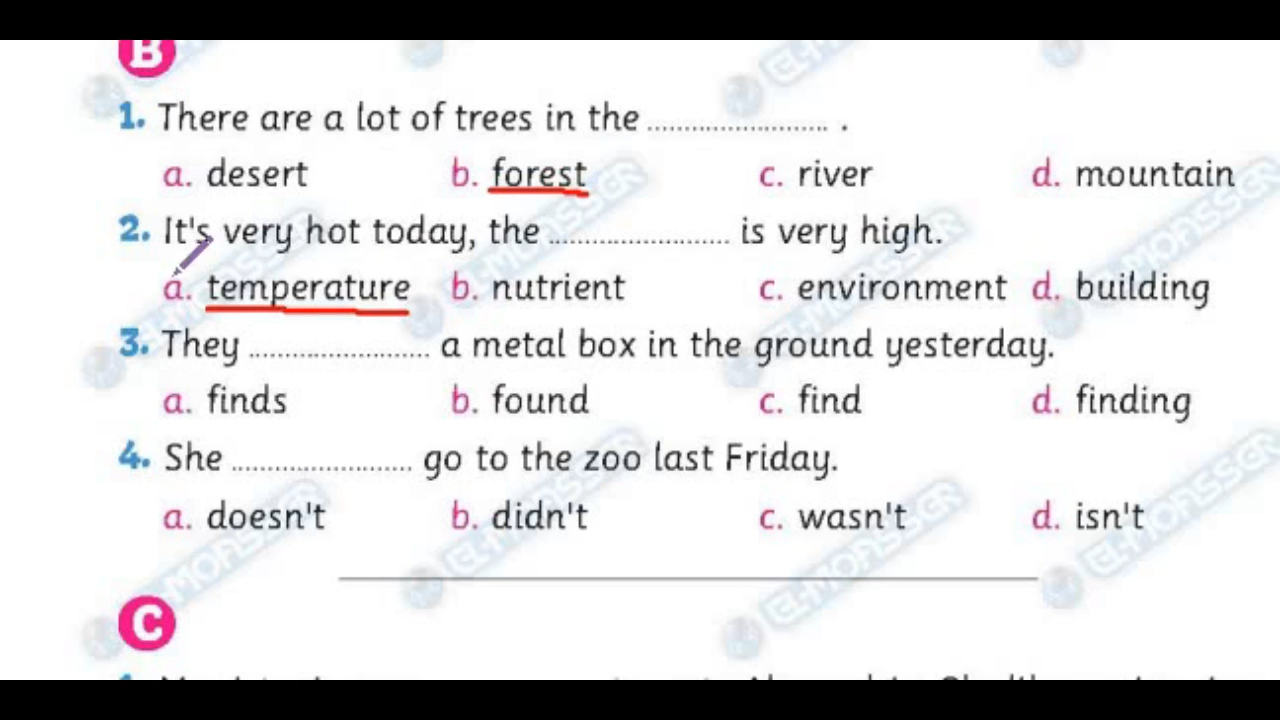 B
1. There are a lot of trees in the ........................ .
a. desert b. forest c. river d. mountain
2. It's very hot today, the ........................ is very high.
a. temperature b. nutrient c. environment d. building
3. They ........................ a metal box in the ground yesterday.
a. finds b. found c. find d. finding
4. She ........................ go to the zoo last Friday.
a. doesn't b. didn't c. wasn't d. isn't
C
EL-MOASSER